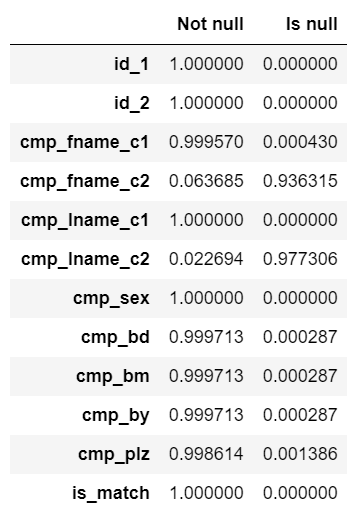 Not null Is null
id_1 1.000000 0.000000
id_2 1.000000 0.000000
cmp_fname_c1 0.999570 0.000430
cmp_fname_c2 0.063685 0.936315
cmp_lname_c1 1.000000 0.000000
cmp_lname_c2 0.022694 0.977306
cmp_sex 1.000000 0.000000
cmp_bd 0.999713 0.000287
cmp_bm 0.999713 0.000287
cmp_by 0.999713 0.000287
cmp_plz 0.998614 0.001386
is_match 1.000000 0.000000